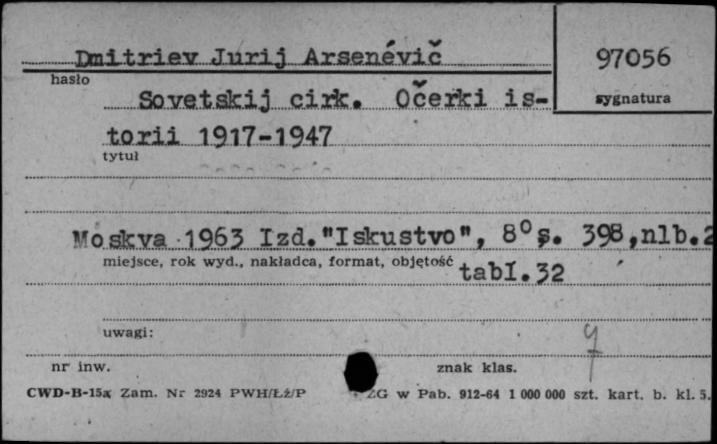 Dmitriev Jurij Arsenévič
97056
hasło
sygnatura
Sovetskij cirk. Očerki is-
torii 1917-1947
tytuł
Moskva 1963 Izd."Iskustvo", 8° s. 398,nlb.2
miejsce, rok wyd., nakładca, format, objętość
tabl.32
uwagi:
nr inw.
znak klas.
CWD-B-15a Zam. Nr 2924 PWH/Łż/P
ZG w Pab. 912-64 1 000 000 szt. kart. b. kl. 5.